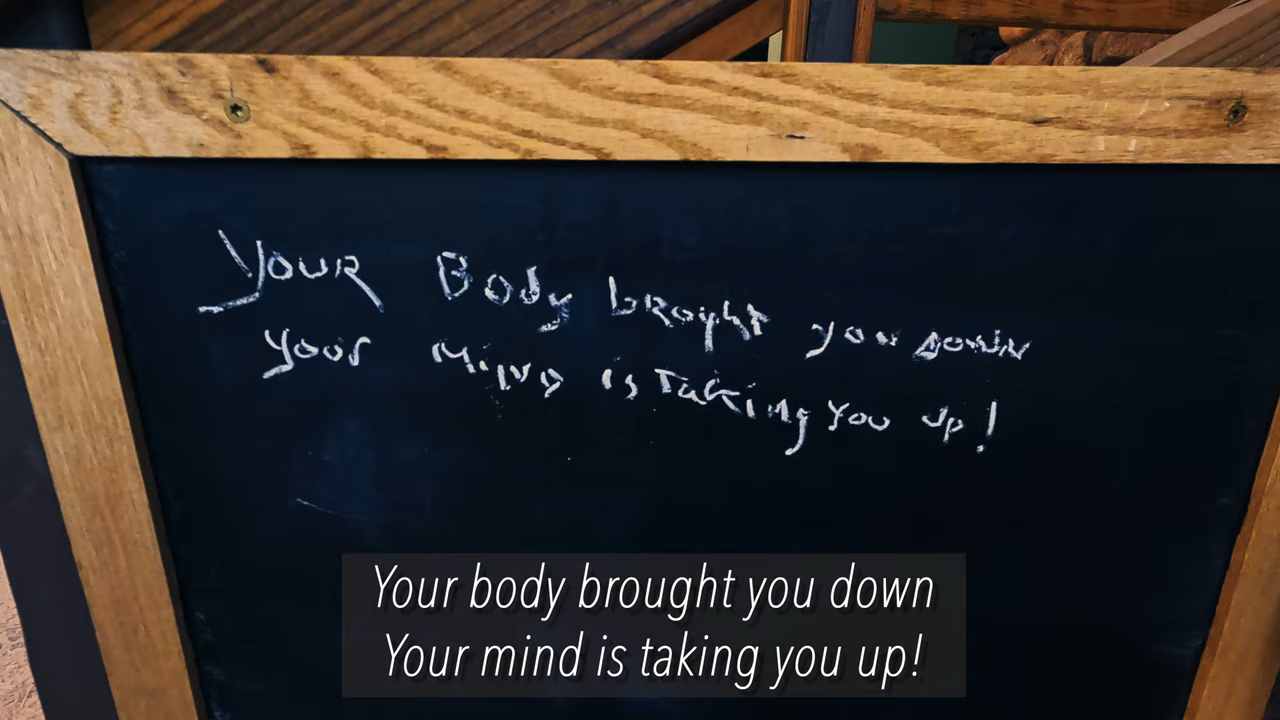 YOUR Body broght you down
your Mind is Taking You up!
Your body brought you down
Your mind is taking you up!